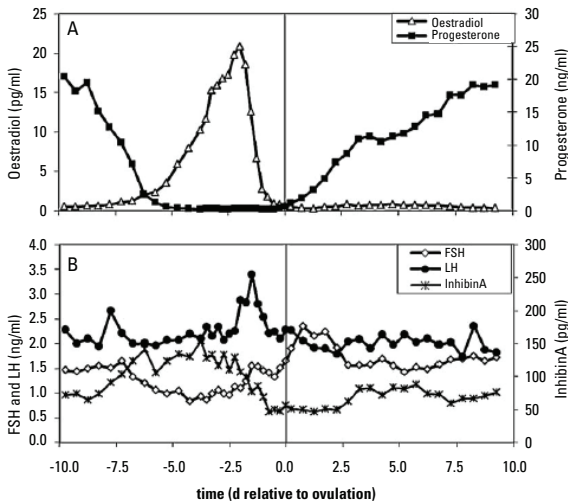 A
Oestradiol
Progesterone
Oestradiol (pg/ml)
25
20
15
10
5
0
30
25
20
15
10
5
0
Progesterone (ng/ml)
B
FSH
LH
InhibinA
FSH and LH (ng/ml)
4.0
3.5
3.0
2.5
2.0
1.5
1.0
0.5
0.0
300
250
200
150
100
50
0
InhibinA (pg/ml)
-10.0 -7.5 -5.0 -2.5 0.0 2.5 5.0 7.5 10.0
time (d relative to ovulation)